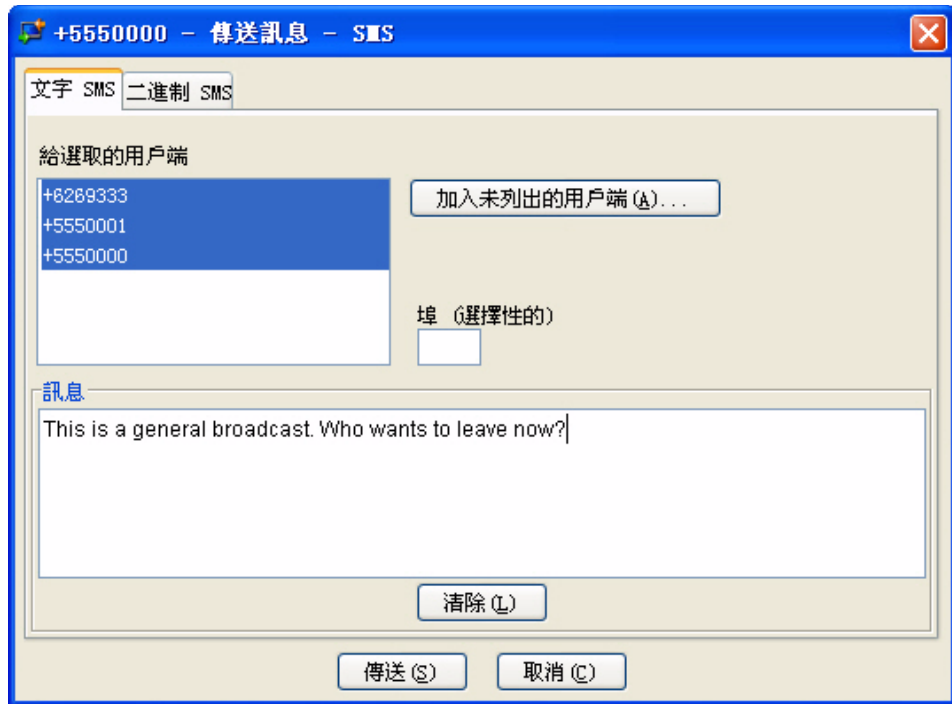 +5550000 - 傳送訊息 - SMS
文字 SMS
二進制 SMS
給選取的用戶端
+6269333
+5550001
+5550000
加入未列出的用戶端(A)...
埠 (選擇性的)
訊息
This is a general broadcast. Who wants to leave now?
清除(L)
傳送(S)
取消(C)